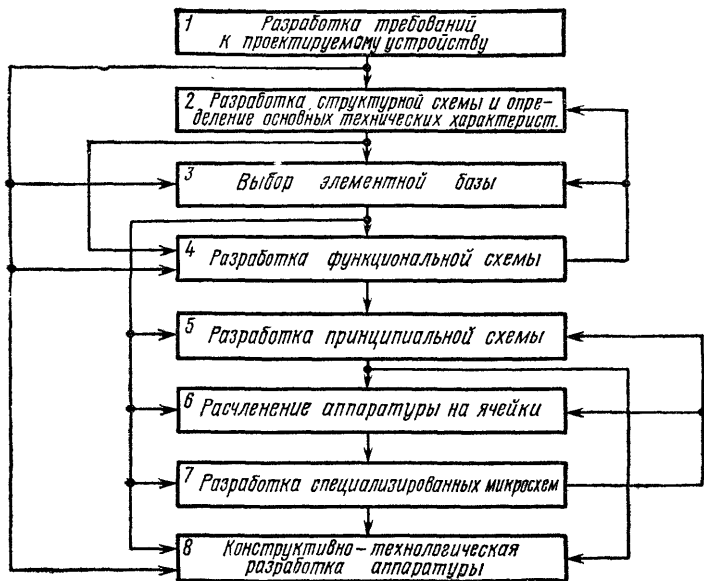 1 Разработка требований
к проектируемому устройству
2 Разработка структурной схемы и опре-
деление основных технических характерист.
3 Выбор элементной базы
4 Разработка функциональной схемы
5 Разработка принципиальной схемы
6 Расчленение аппаратуры на ячейки
7 Разработка специализированных микросхем
8 Конструктивно-технологическая
разработка аппаратуры